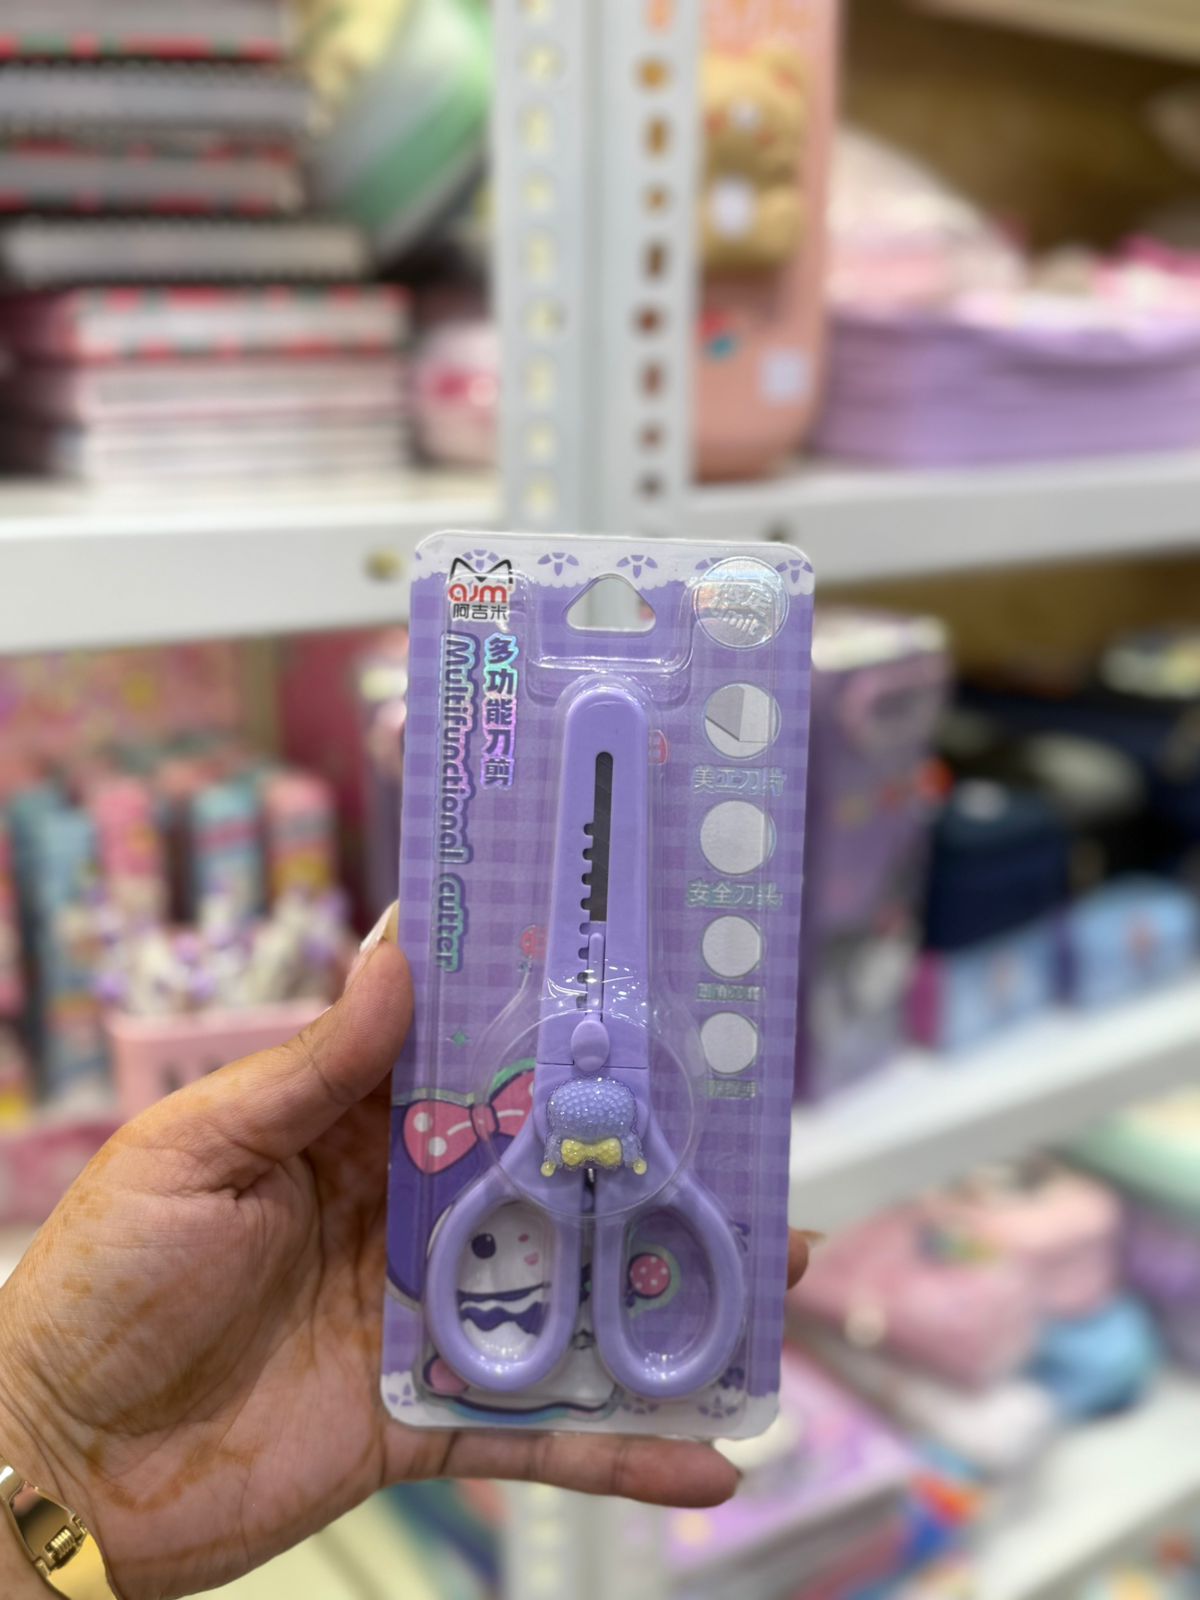 ajm
阿吉米
多功能刀剪
Multifunctional cutter
美工刀片
安全刀头